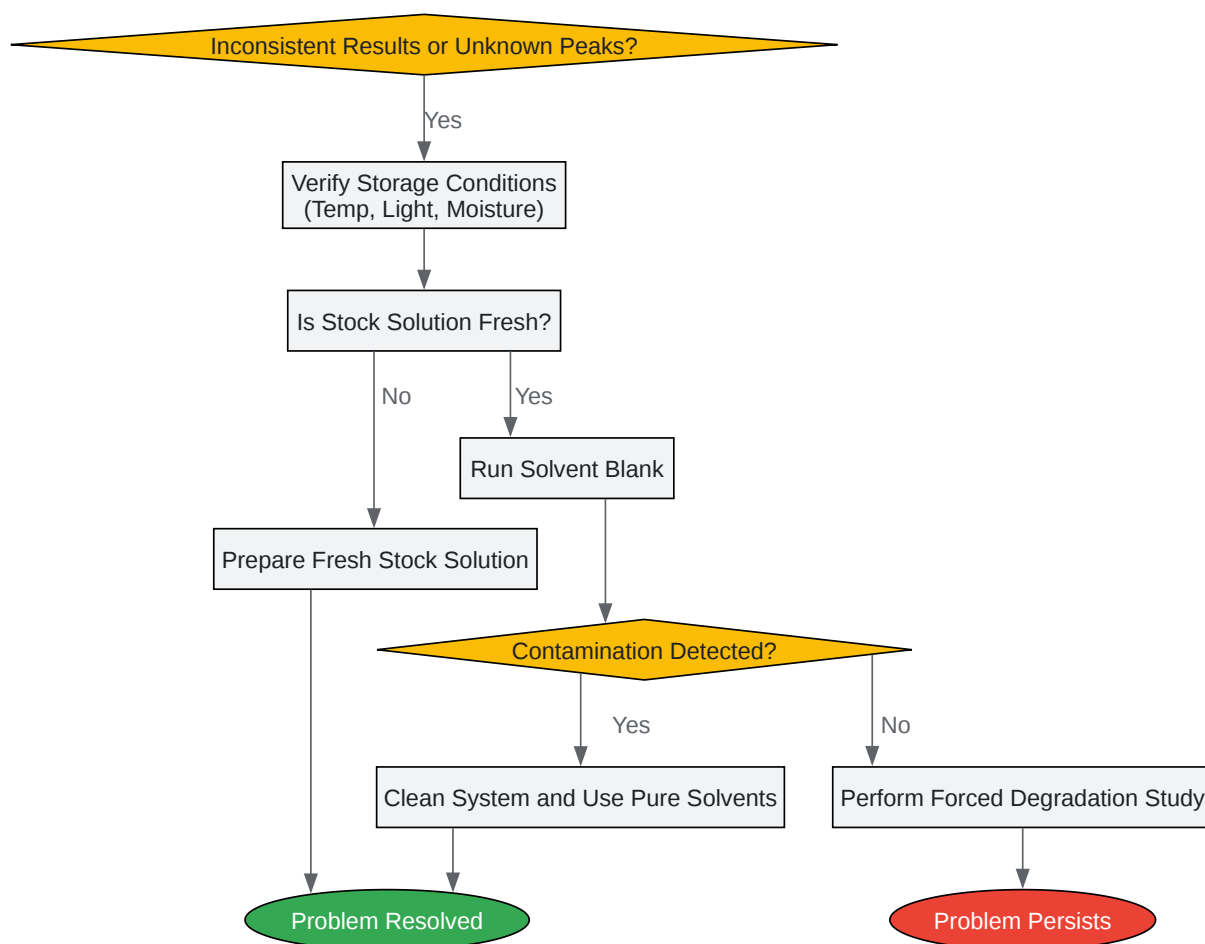 Inconsistent Results or Unknown Peaks?
Yes
Verify Storage Conditions
(Temp, Light, Moisture)
Is Stock Solution Fresh?
No
Yes
Run Solvent Blank
Prepare Fresh Stock Solution
Contamination Detected?
Yes
No
Clean System and Use Pure Solvents
Perform Forced Degradation Study
Problem Resolved
Problem Persists